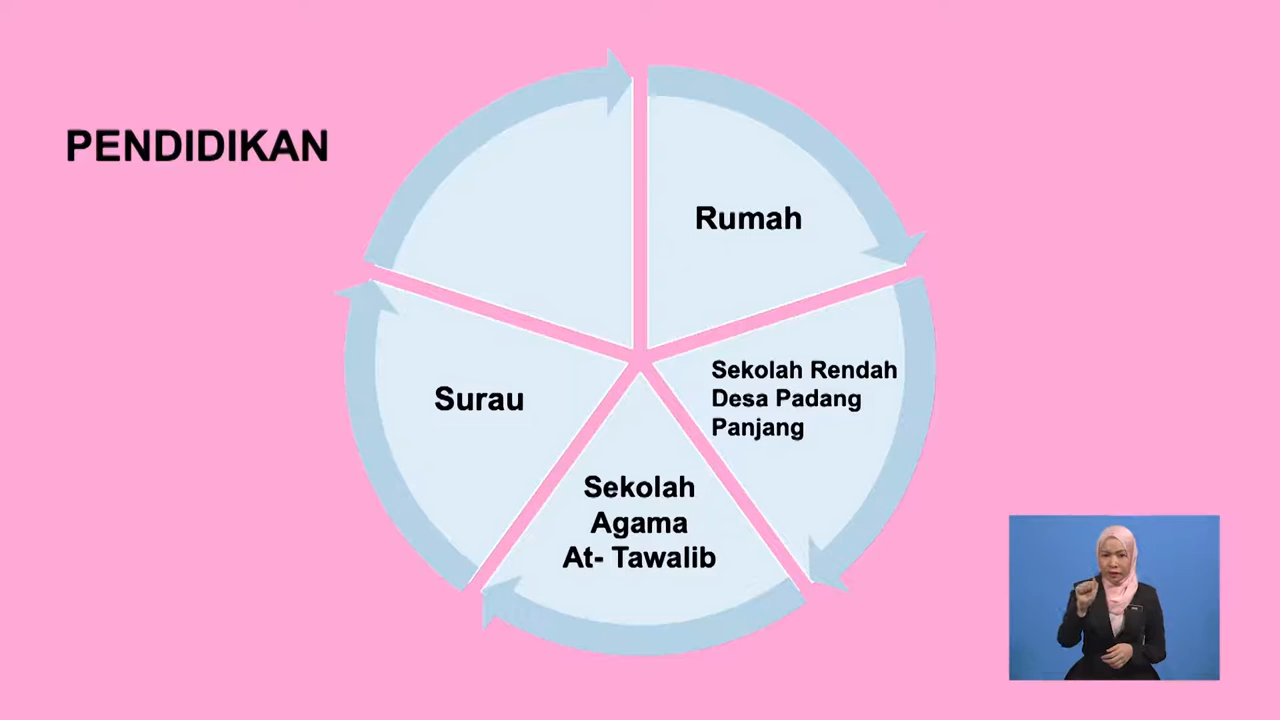 PENDIDIKAN
Rumah
Sekolah Rendah
Desa Padang
Panjang
Sekolah
Agama
At- Tawalib
Surau